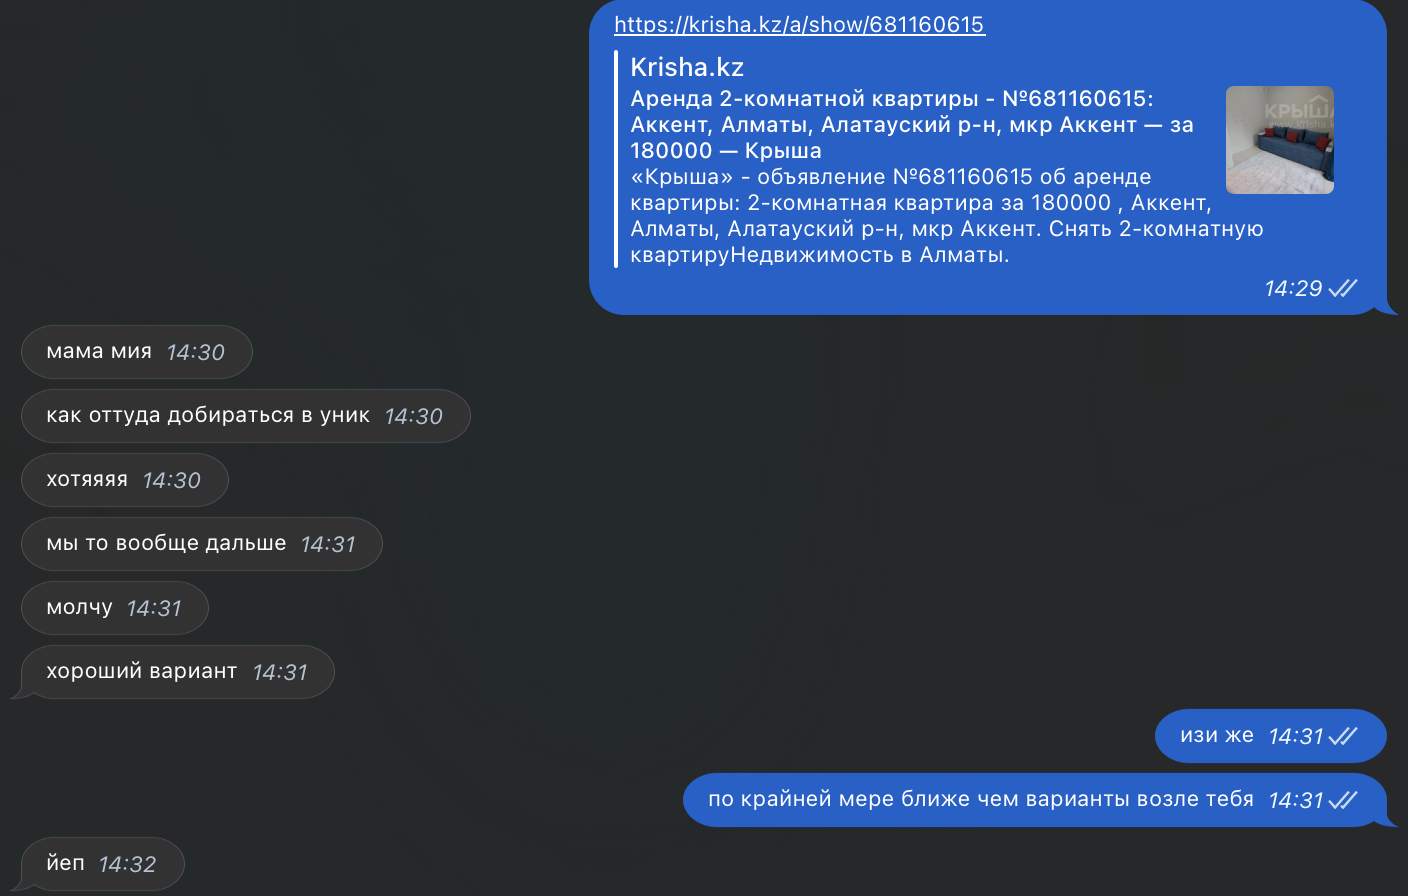 https://krisha.kz/a/show/681160615
Krisha.kz
Аренда 2-комнатной квартиры - №681160615:
Аккент, Алматы, Алатауский р-н, мкр Аккент — за
180000 — Крыша
«Крыша» - объявление №681160615 об аренде
квартиры: 2-комнатная квартира за 180000 , Аккент,
Алматы, Алатауский р-н, мкр Аккент. Снять 2-комнатную
квартируНедвижимость в Алматы.
14:29
мама мия 14:30
как оттуда добираться в уник 14:30
хотяяяя 14:30
мы то вообще дальше 14:31
молчу 14:31
хороший вариант 14:31
изи же 14:31
по крайней мере ближе чем варианты возле тебя 14:31
йеп 14:32